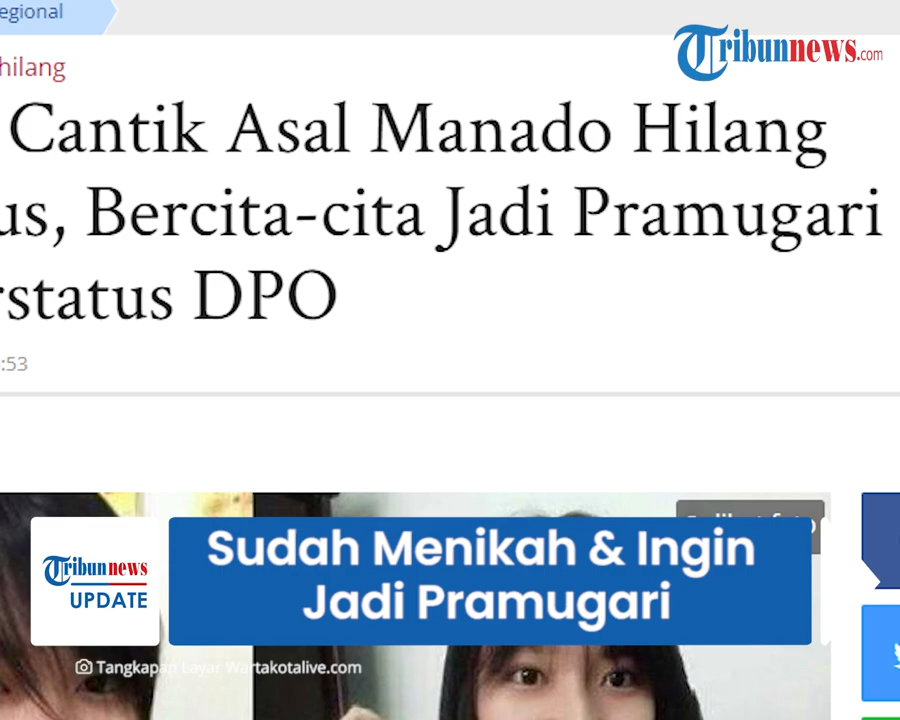 egional
Tribunnews.com
hilang
Cantik Asal Manado Hilang
us, Bercita-cita Jadi Pramugari
rstatus DPO
:53
Sudah Menikah & Ingin
Jadi Pramugari
Tribunnews
UPDATE
Tangkapan Layar Wartakotalive.com